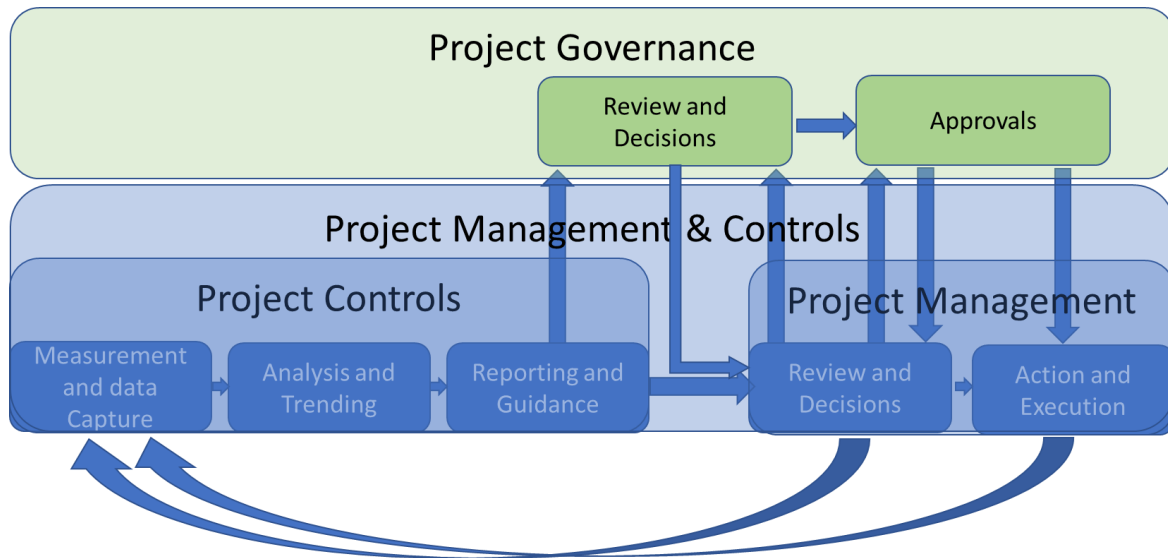 Project Governance
Review and
Decisions
Approvals
Project Management & Controls
Project Controls
Project Management
Measurement
and data
Capture
Analysis and
Trending
Reporting and
Guidance
Review and
Decisions
Action and
Execution